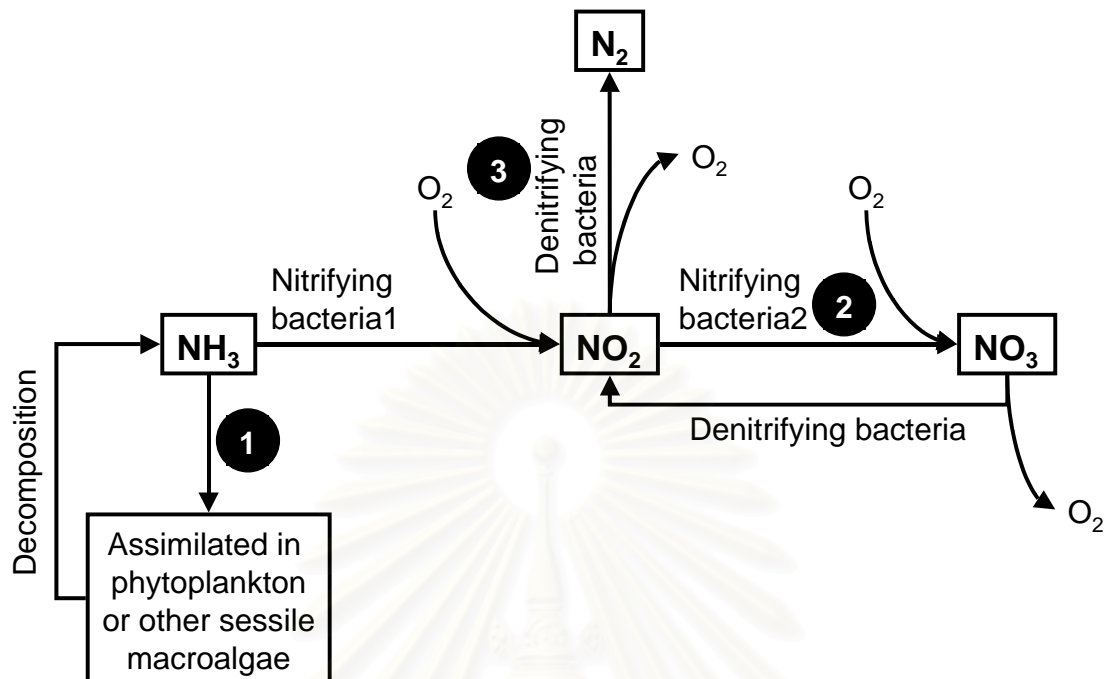 N₂
3
Denitrifying
bacteria
O₂
O₂
O₂
Nitrifying
bacteria1
Nitrifying
bacteria2
2
NH₃
NO₂
NO₃
Denitrifying bacteria
1
Decomposition
O₂
Assimilated in
phytoplankton
or other sessile
macroalgae